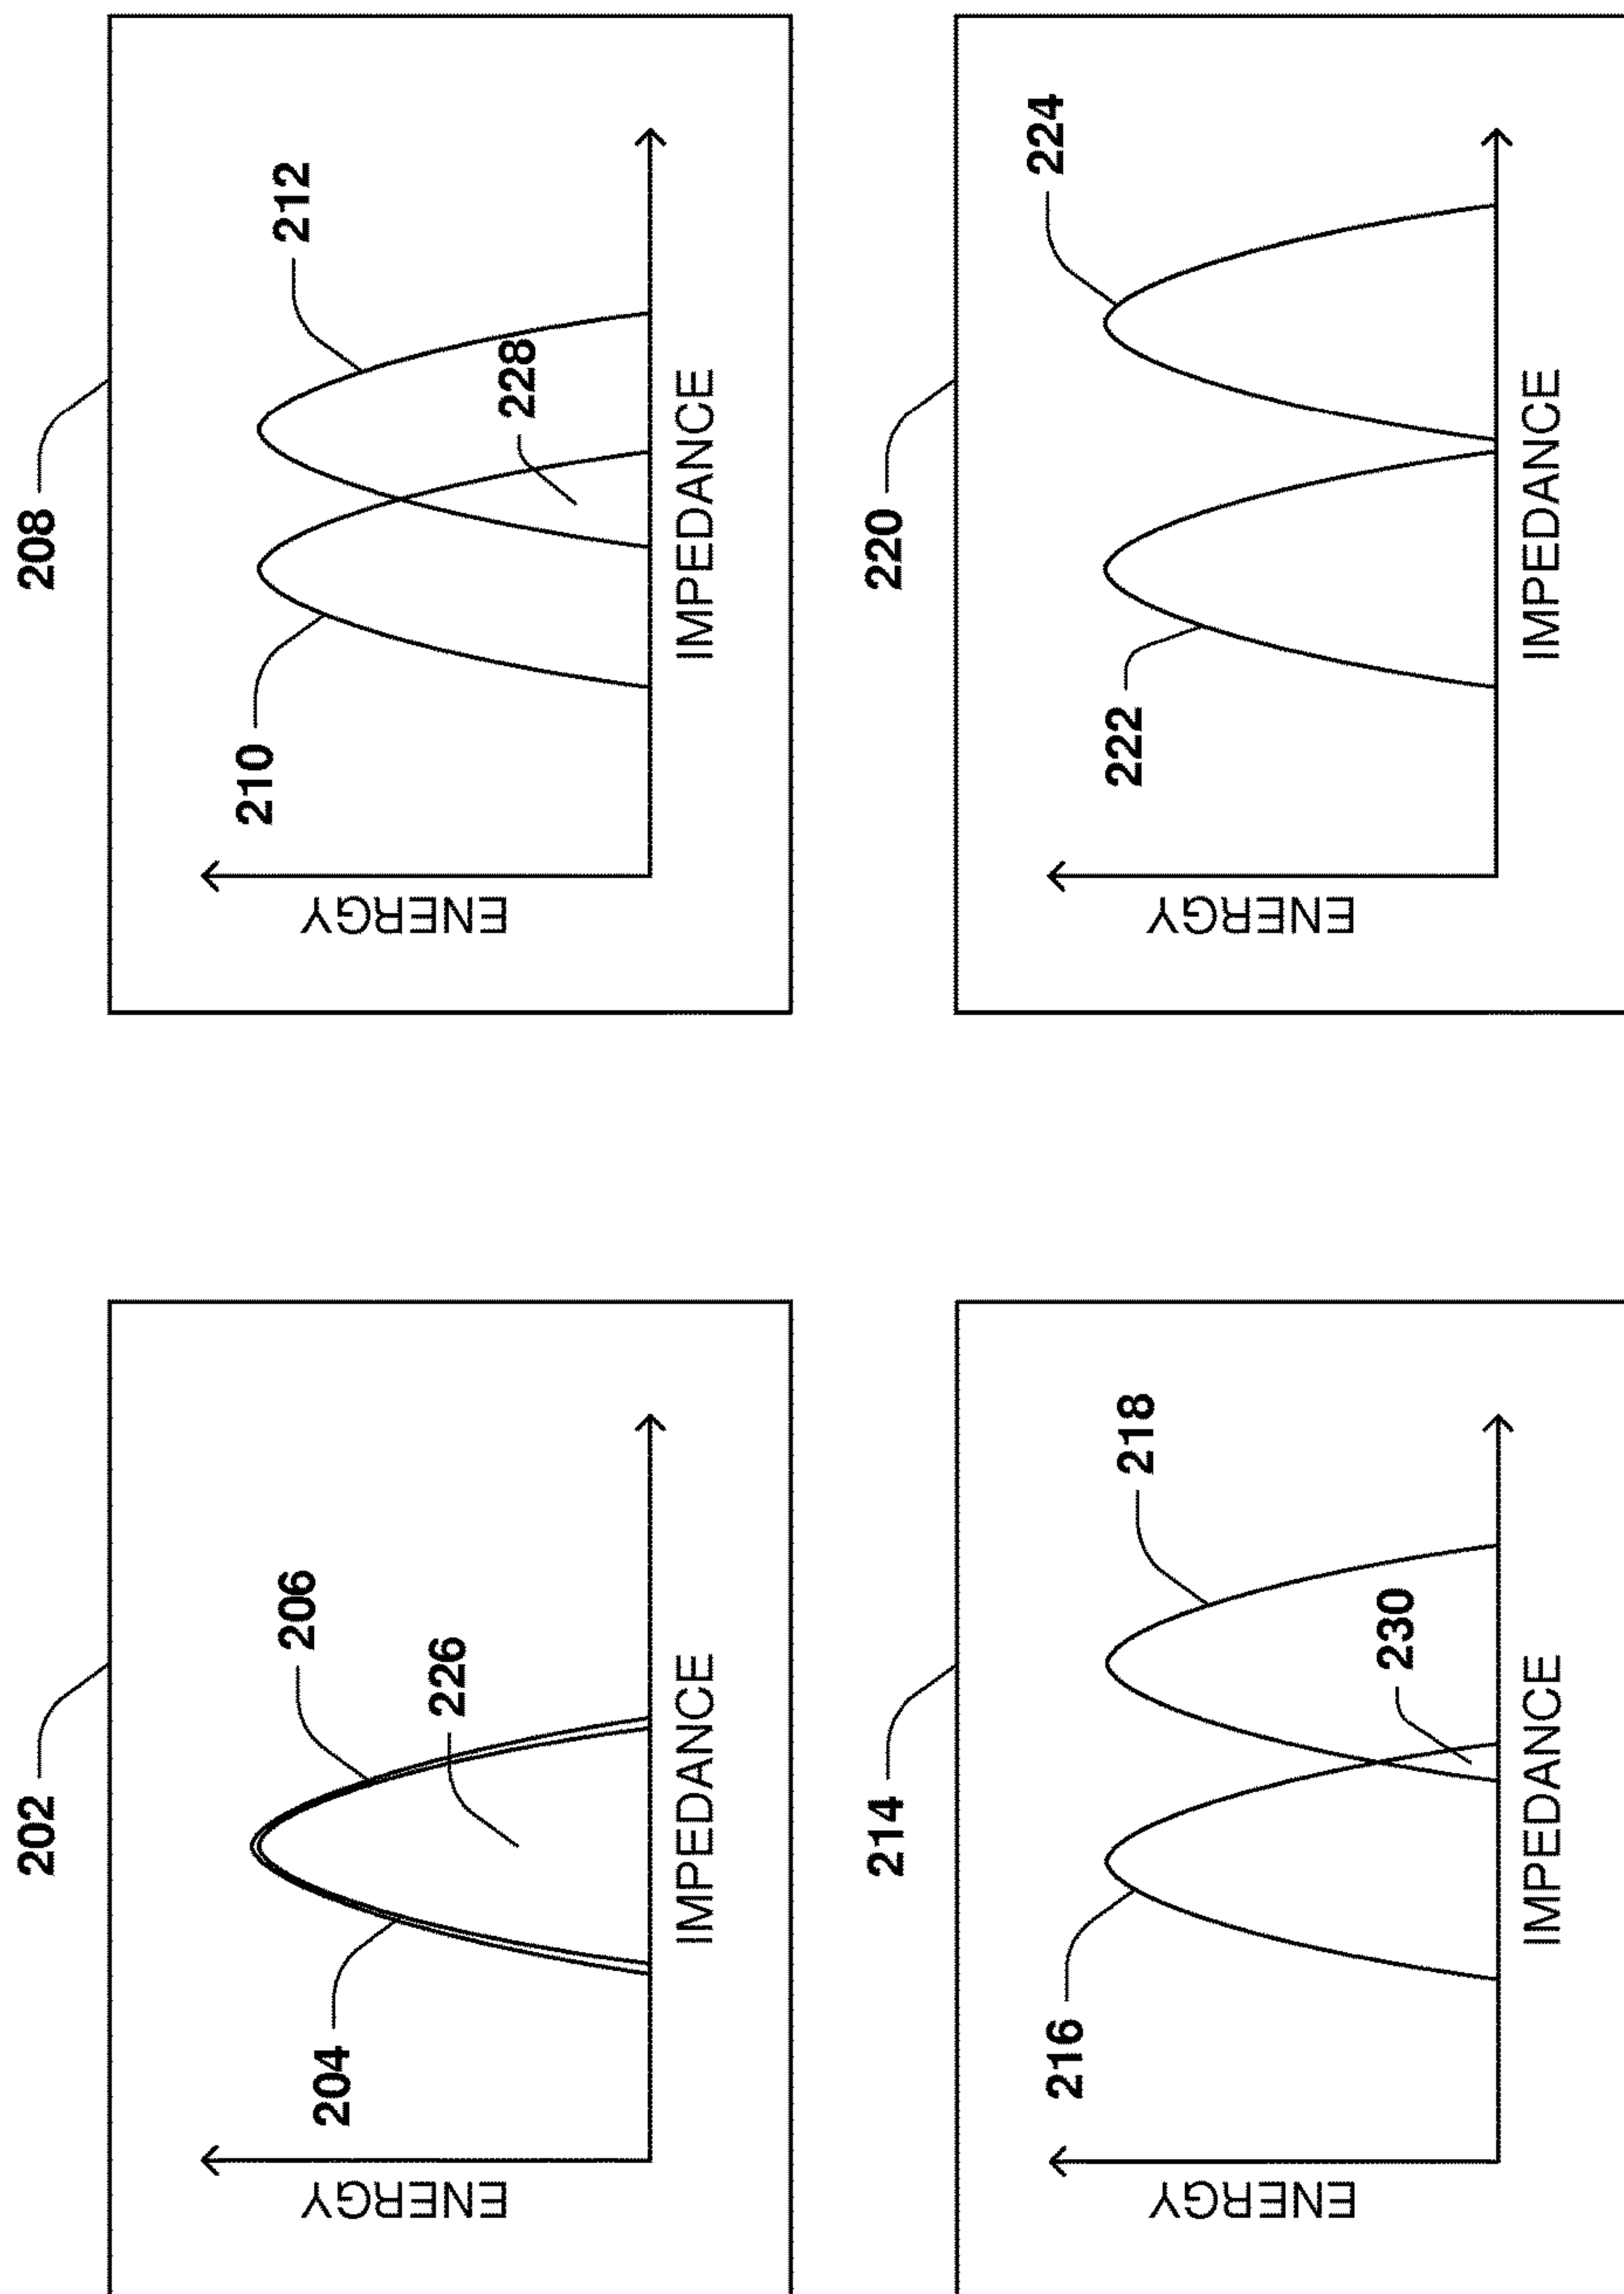 202
204
206
226
ENERGY
IMPEDANCE
208
210
212
228
ENERGY
IMPEDANCE
214
216
218
230
ENERGY
IMPEDANCE
220
222
224
ENERGY
IMPEDANCE